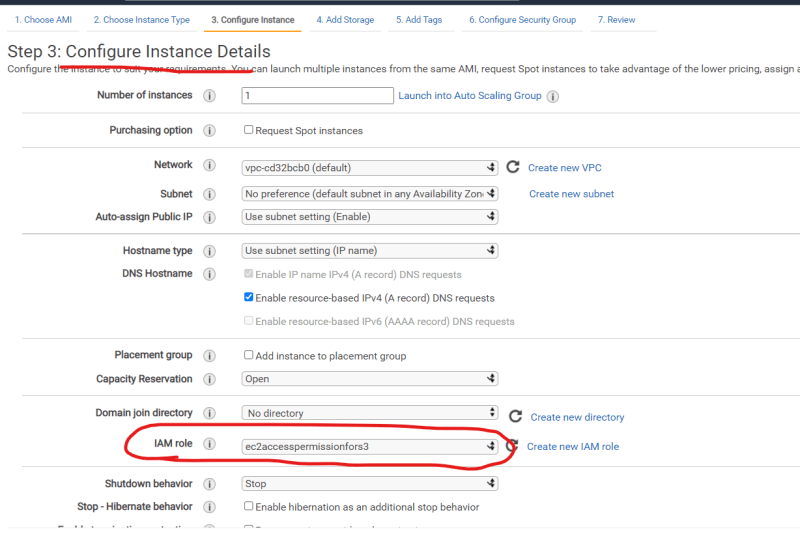 1. Choose AMI 2. Choose Instance Type 3. Configure Instance 4. Add Storage 5. Add Tags 6. Configure Security Group 7. Review
Step 3: Configure Instance Details
Configure the instance to suit your requirements. You can launch multiple instances from the same AMI, request Spot instances to take advantage of the lower pricing, assign a
Number of instances 1 Launch into Auto Scaling Group
Purchasing option Request Spot instances
Network vpc-cd32bcb0 (default) Create new VPC
Subnet No preference (default subnet in any Availability Zon Create new subnet
Auto-assign Public IP Use subnet setting (Enable)
Hostname type Use subnet setting (IP name)
DNS Hostname Enable IP name IPv4 (A record) DNS requests
Enable resource-based IPv4 (A record) DNS requests
Enable resource-based IPv6 (AAAA record) DNS requests
Placement group Add instance to placement group
Capacity Reservation Open
Domain join directory No directory Create new directory
IAM role ec2accesspermissionfors3 Create new IAM role
Shutdown behavior Stop
Stop - Hibernate behavior Enable hibernation as an additional stop behavior